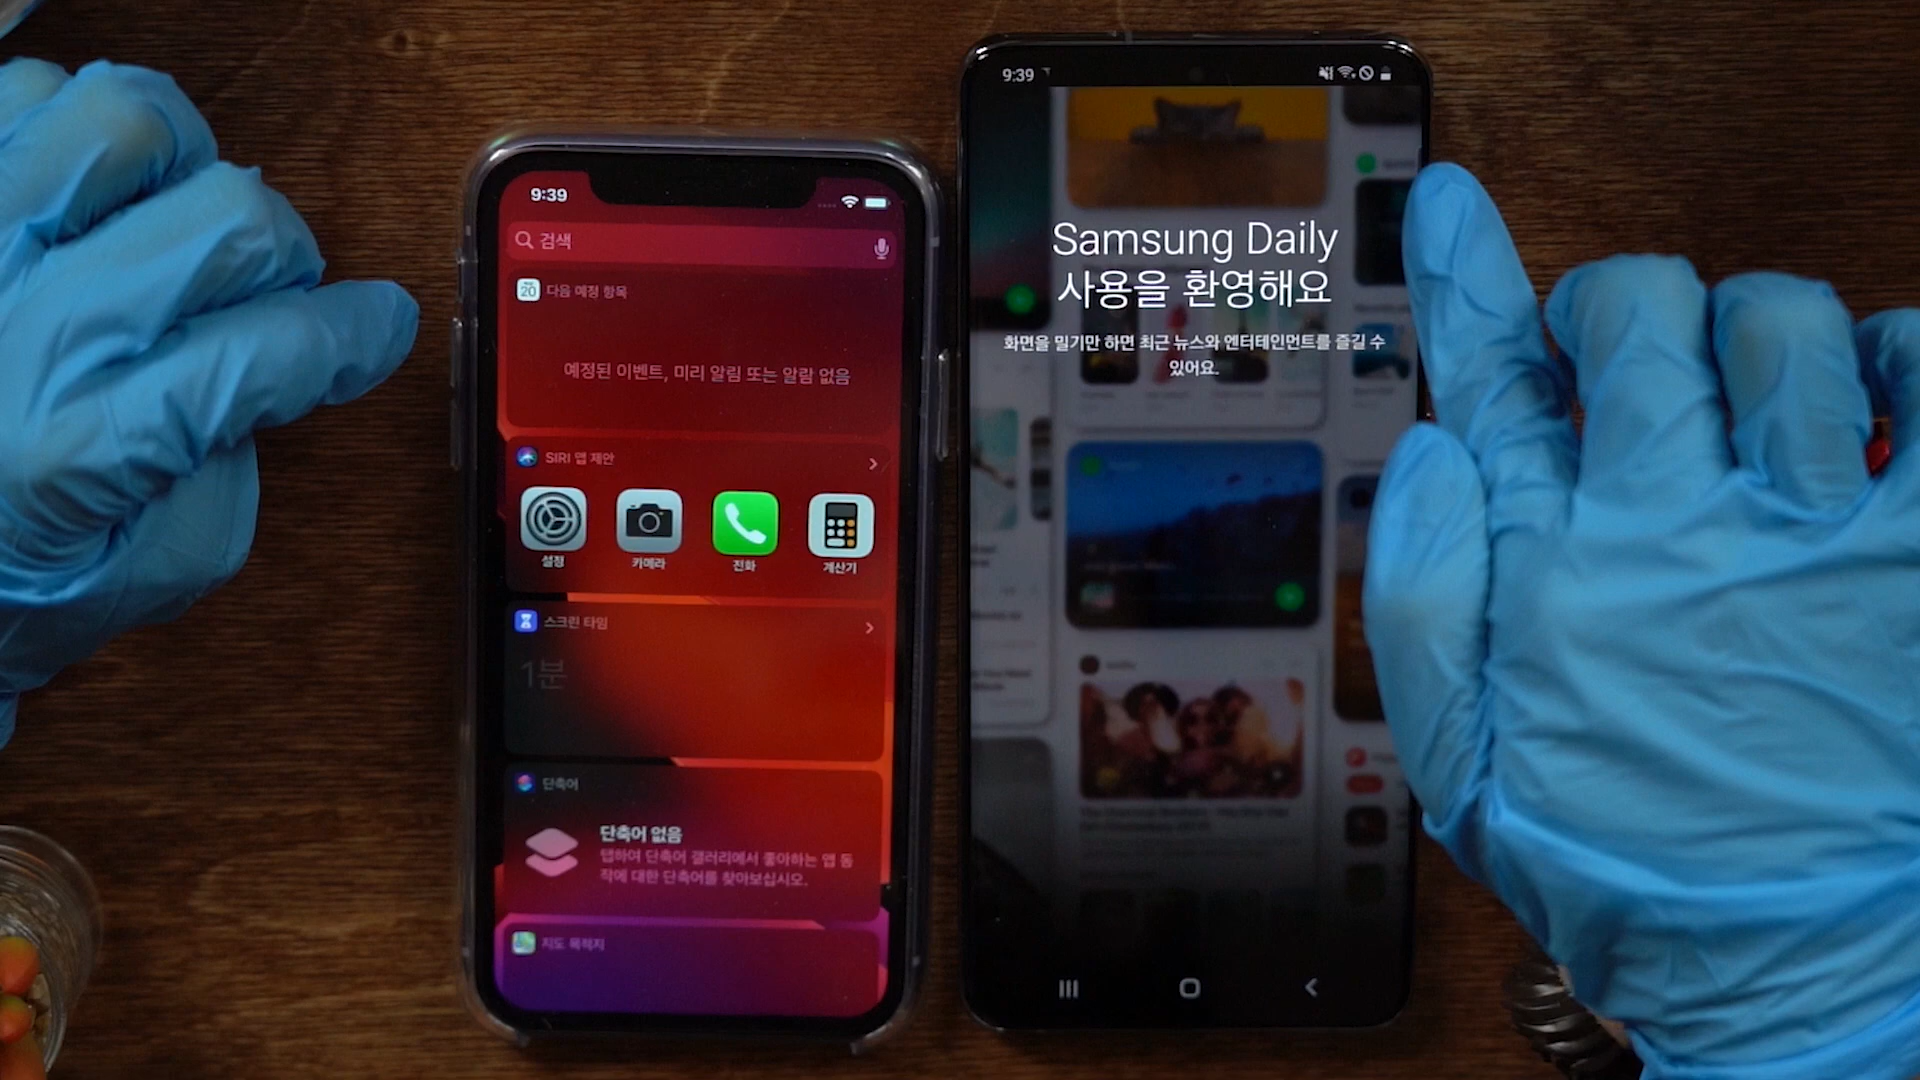 9:39
검색
20
다음 예정 항목
예정된 이벤트, 미리 알림 또는 알람 없음
SIRI 앱 제안
설정
카메라
전화
계산기
스크린 타임
1분
단축어
단축어 없음
탭하여 단축어 갤러리에서 좋아하는 앱 동
작에 대한 단축어를 찾아보십시오.
지도 목적지
9:39
Samsung Daily
사용을 환영해요
화면을 밀기만 하면 최근 뉴스와 엔터테인먼트를 즐길 수
있어요.